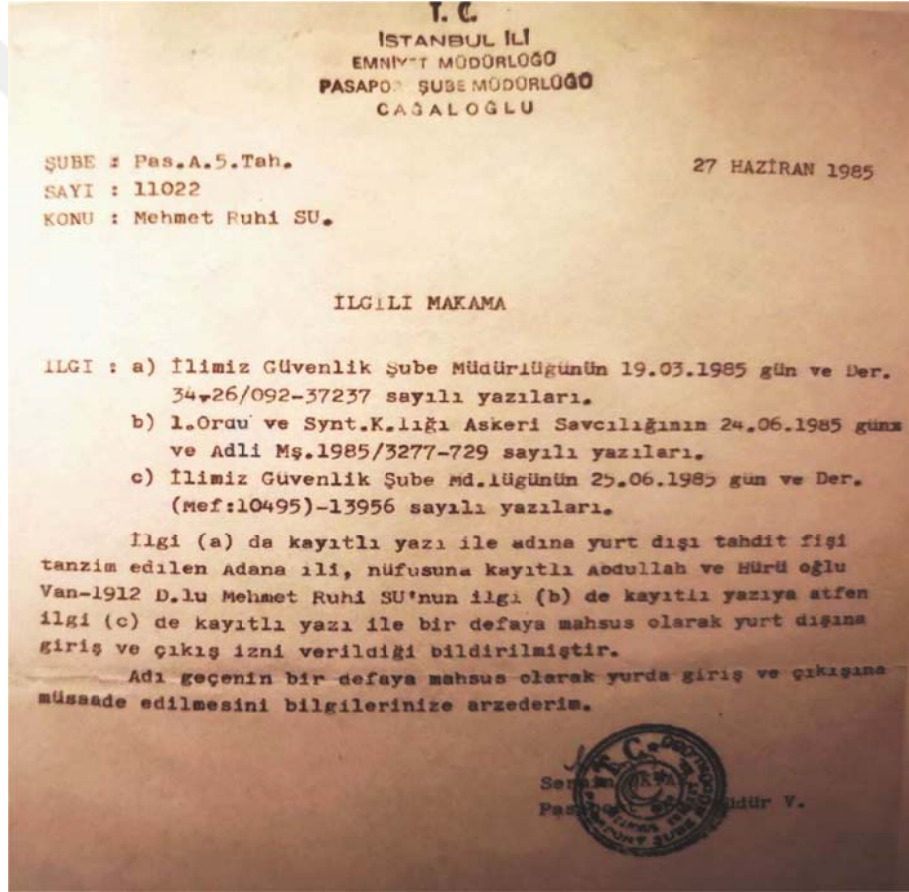 T. C.
İSTANBUL İLİ
EMNİYET MÜDÜRLÜĞÜ
PASAPO ŞUBE MÜDÜRLÜĞÜ
CAĞALOĞLU
ŞUBE : Pas.A.5.Tah.
27 HAZİRAN 1985
SAYI : 11022
KONU : Mehmet Ruhi SU.
İLGİLİ MAKAMA
İLGİ : a) İlimiz Güvenlik Şube Müdürlüğünün 19.03.1985 gün ve Der.
34-26/092-37237 sayılı yazıları.
b) 1.Ordu ve Synt.K.lığı Askeri Savcılığının 24.06.1985 günn
ve Adli Mş.1985/3277-729 sayılı yazıları.
c) İlimiz Güvenlik Şube Md.lüğünün 25.06.1985 gün ve Der.
(Mef:10495)-13956 sayılı yazıları.
İlgi (a) da kayıtlı yazı ile adına yurt dışı tahdit fişi
tanzim edilen Adana ili, nüfusuna kayıtlı Abdullah ve Hürü oğlu
Van-1912 D.lu Mehmet Ruhi SU'nun ilgi (b) de kayıtlı yazıya atfen
ilgi (c) de kayıtlı yazı ile bir defaya mahsus olarak yurt dışına
giriş ve çıkış izni verildiği bildirilmiştir.
Adı geçenin bir defaya mahsus olarak yurda giriş ve çıkışına
müsaade edilmesini bilgilerinize arzederim.
T.C.
Müdür V.